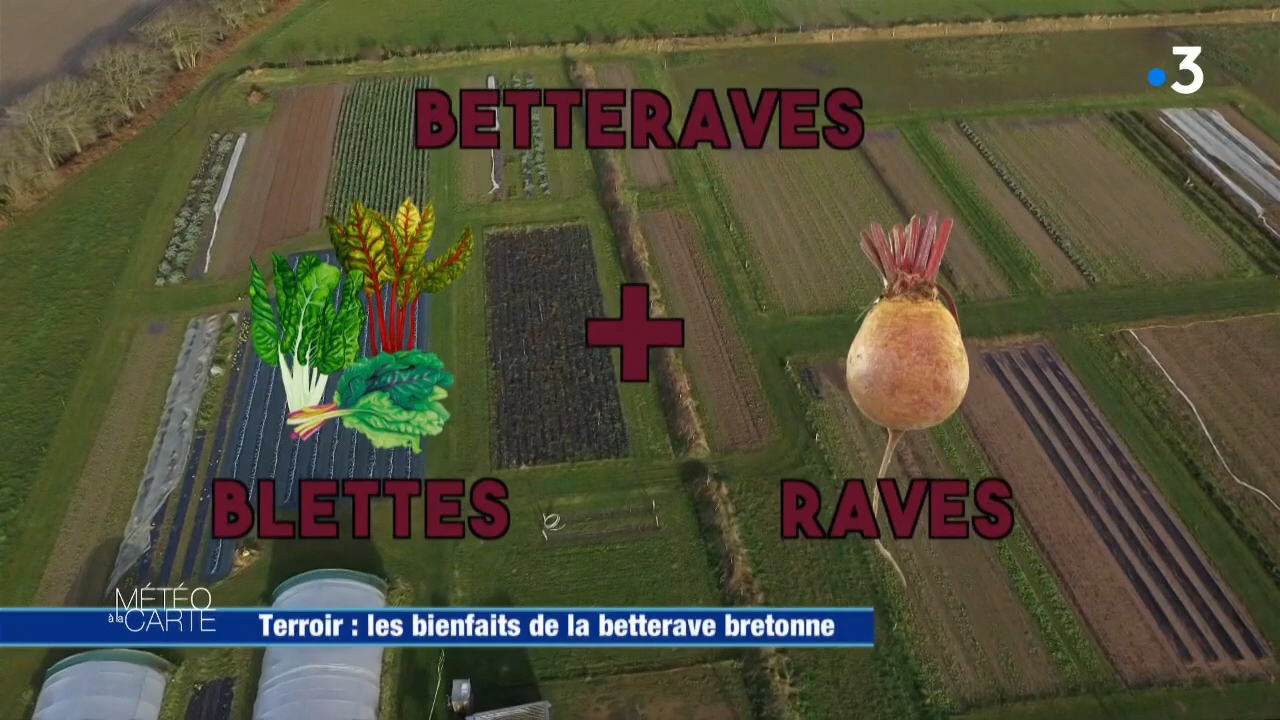 3
BETTERAVES
BLETTES
RAVES
MÉTÉO
à la CARTE
Terroir : les bienfaits de la betterave bretonne